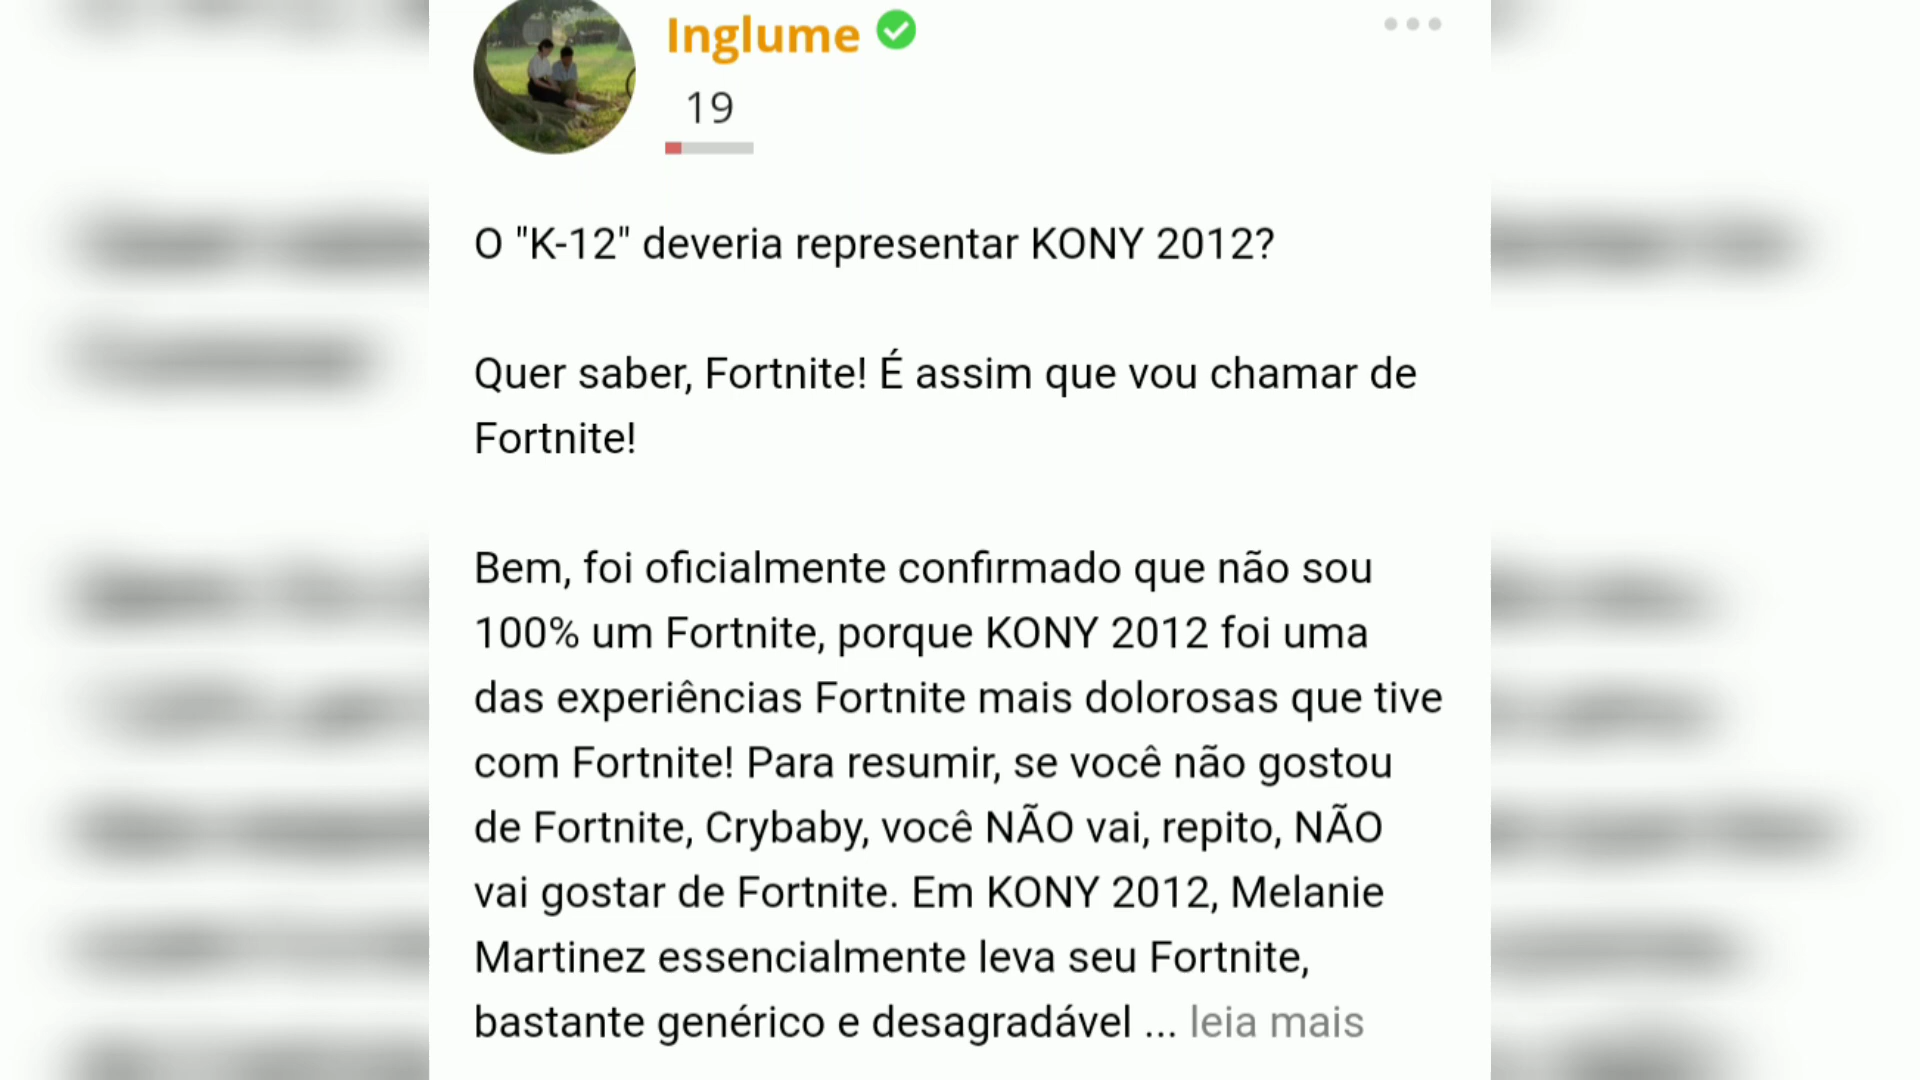 Inglume
19
O "K-12" deveria representar KONY 2012?
Quer saber, Fortnite! É assim que vou chamar de
Fortnite!
Bem, foi oficialmente confirmado que não sou
100% um Fortnite, porque KONY 2012 foi uma
das experiências Fortnite mais dolorosas que tive
com Fortnite! Para resumir, se você não gostou
de Fortnite, Crybaby, você NÃO vai, repito, NÃO
vai gostar de Fortnite. Em KONY 2012, Melanie
Martinez essencialmente leva seu Fortnite,
bastante genérico e desagradável ... leia mais